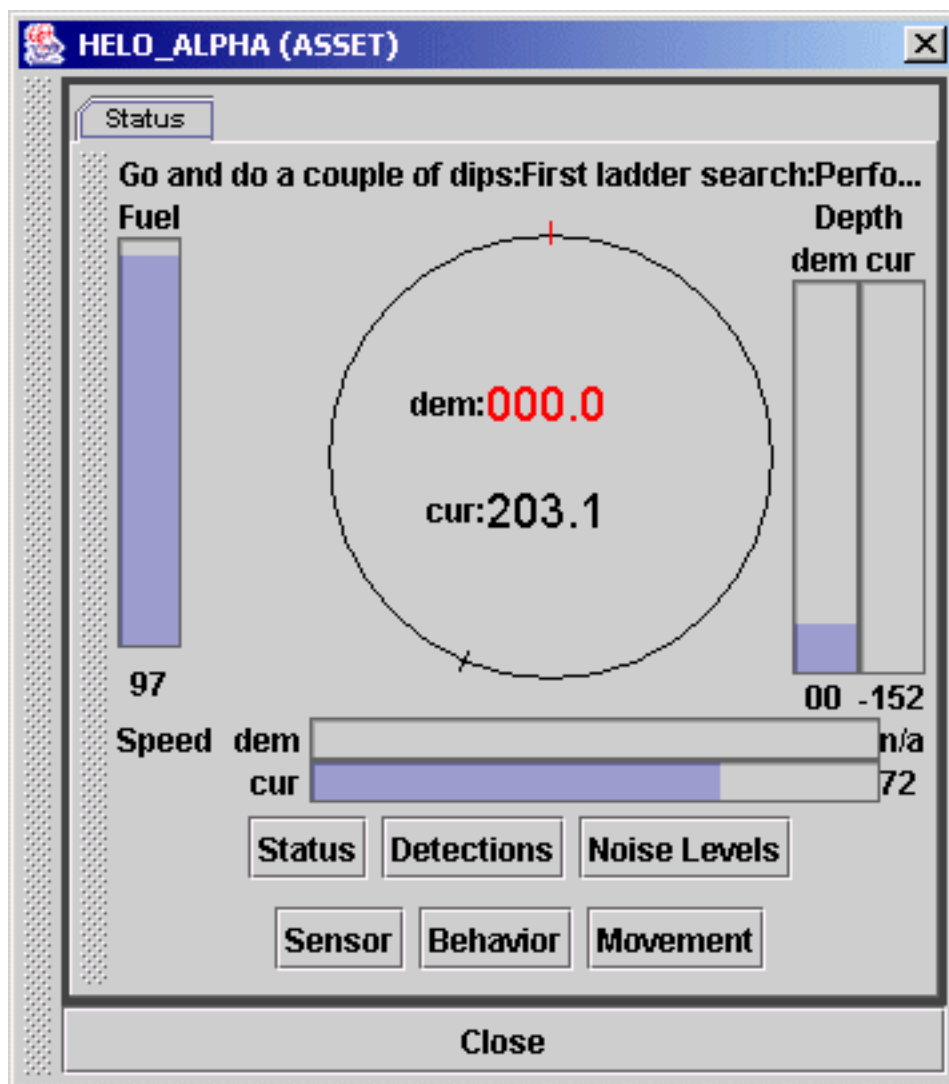 HELO_ALPHA (ASSET)
Status
Go and do a couple of dips:First ladder search:Perfo...
Fuel
Depth
dem cur
dem:000.0
cur:203.1
97
00 -152
Speed dem n/a
cur 72
Status Detections Noise Levels
Sensor Behavior Movement
Close